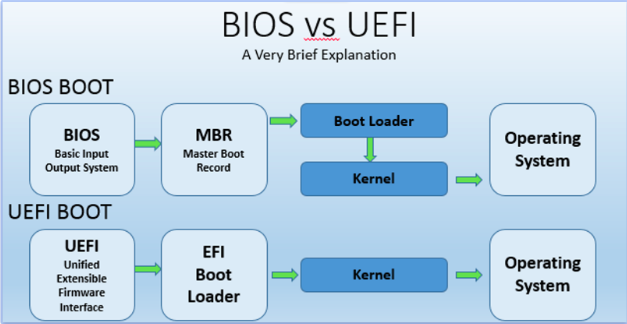 BIOS vs UEFI
A Very Brief Explanation
BIOS BOOT
BIOS
Basic Input
Output System
MBR
Master Boot
Record
Boot Loader
Kernel
Operating
System
UEFI BOOT
UEFI
Unified
Extensible
Firmware
Interface
EFI
Boot
Loader
Kernel
Operating
System